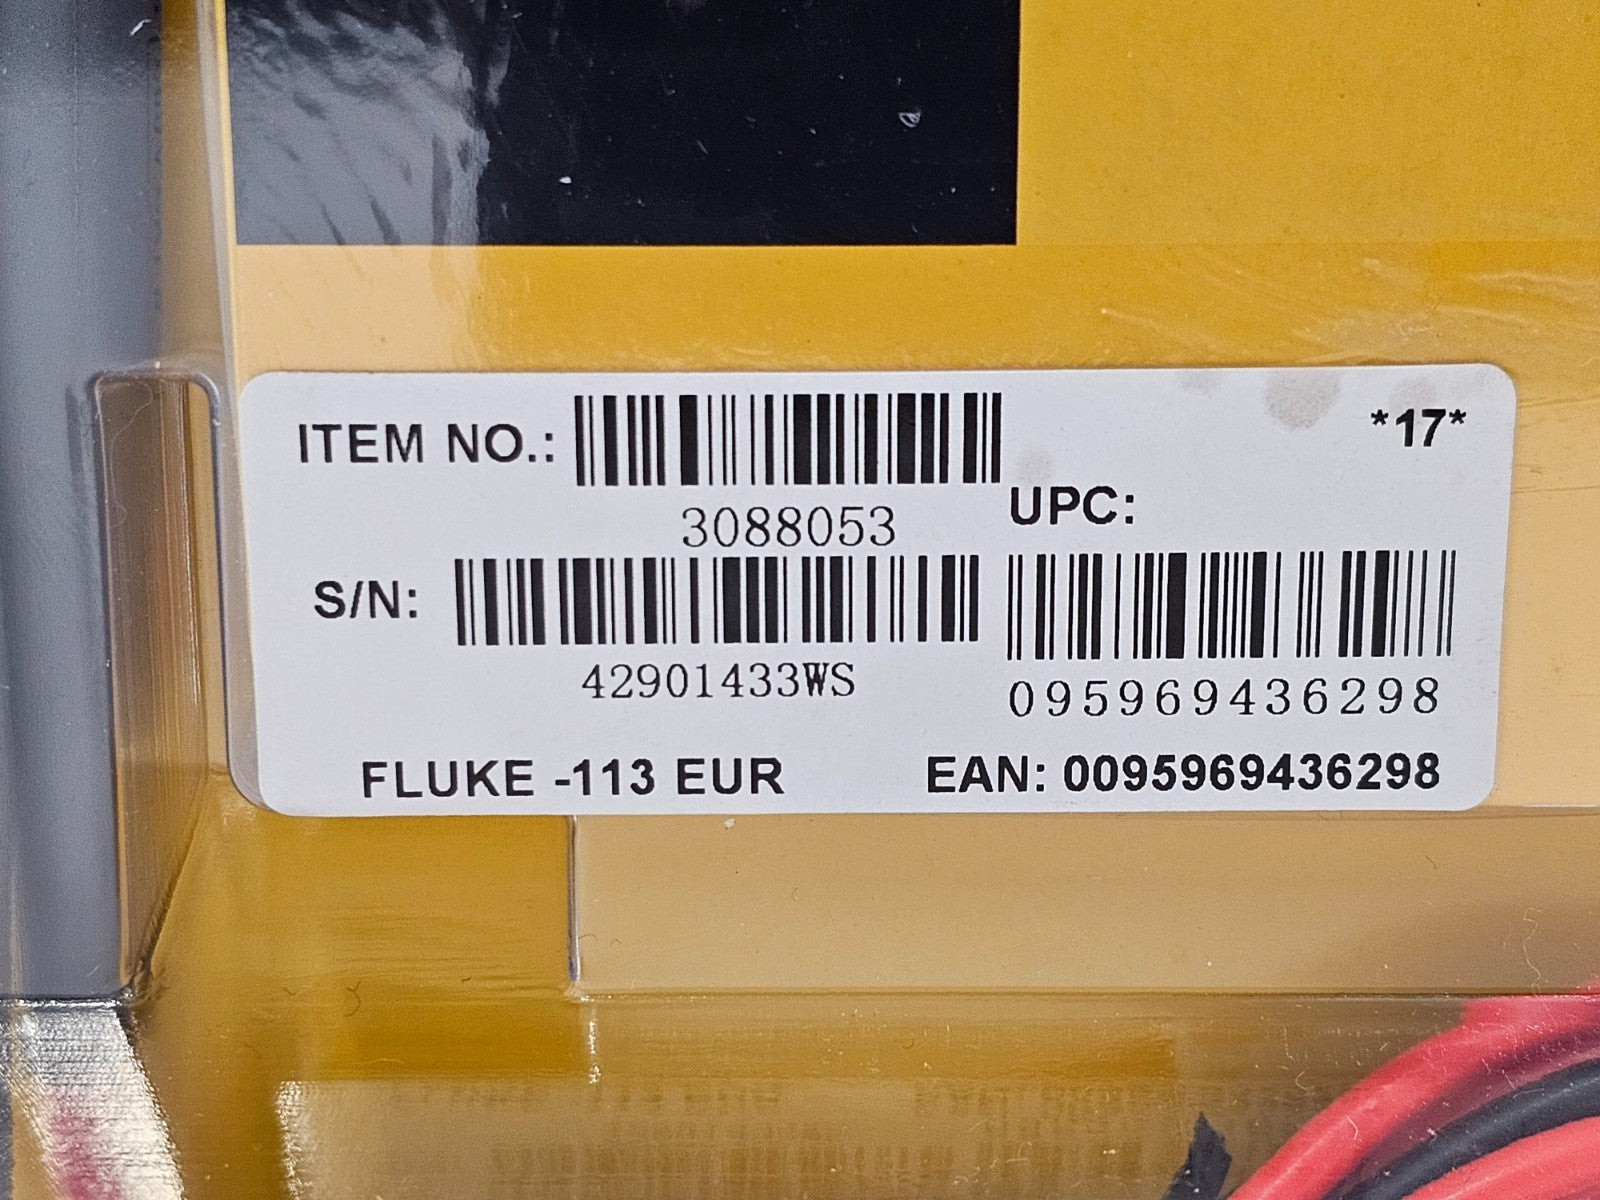 ITEM NO.:
3088053
*17*
UPC:
S/N:
42901433WS
095969436298
FLUKE -113 EUR
EAN: 0095969436298